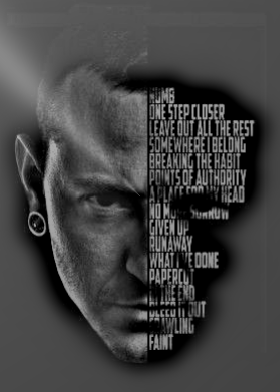 NUMB
ONE STEP CLOSER
LEAVE OUT ALL THE REST
SOMEWHERE I BELONG
BREAKING THE HABIT
POINTS OF AUTHORITY
A PLACE FOR MY HEAD
NO MORE SORROW
GIVEN UP
RUNAWAY
WHAT I'VE DONE
PAPERCUT
IN THE END
BLEED IT OUT
CRAWLING
FAINT